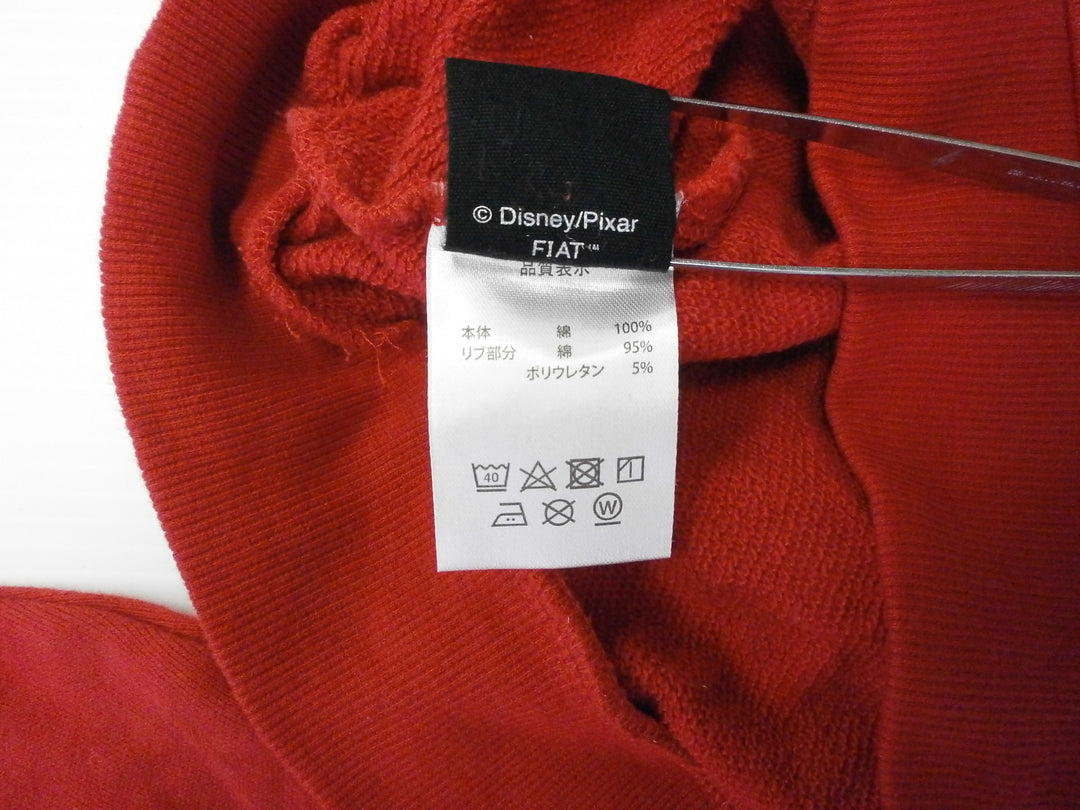 © Disney/Pixar
FIAT™
品質表示
本体 綿 100%
リブ部分 綿 95%
ポリウレタン 5%
40
W